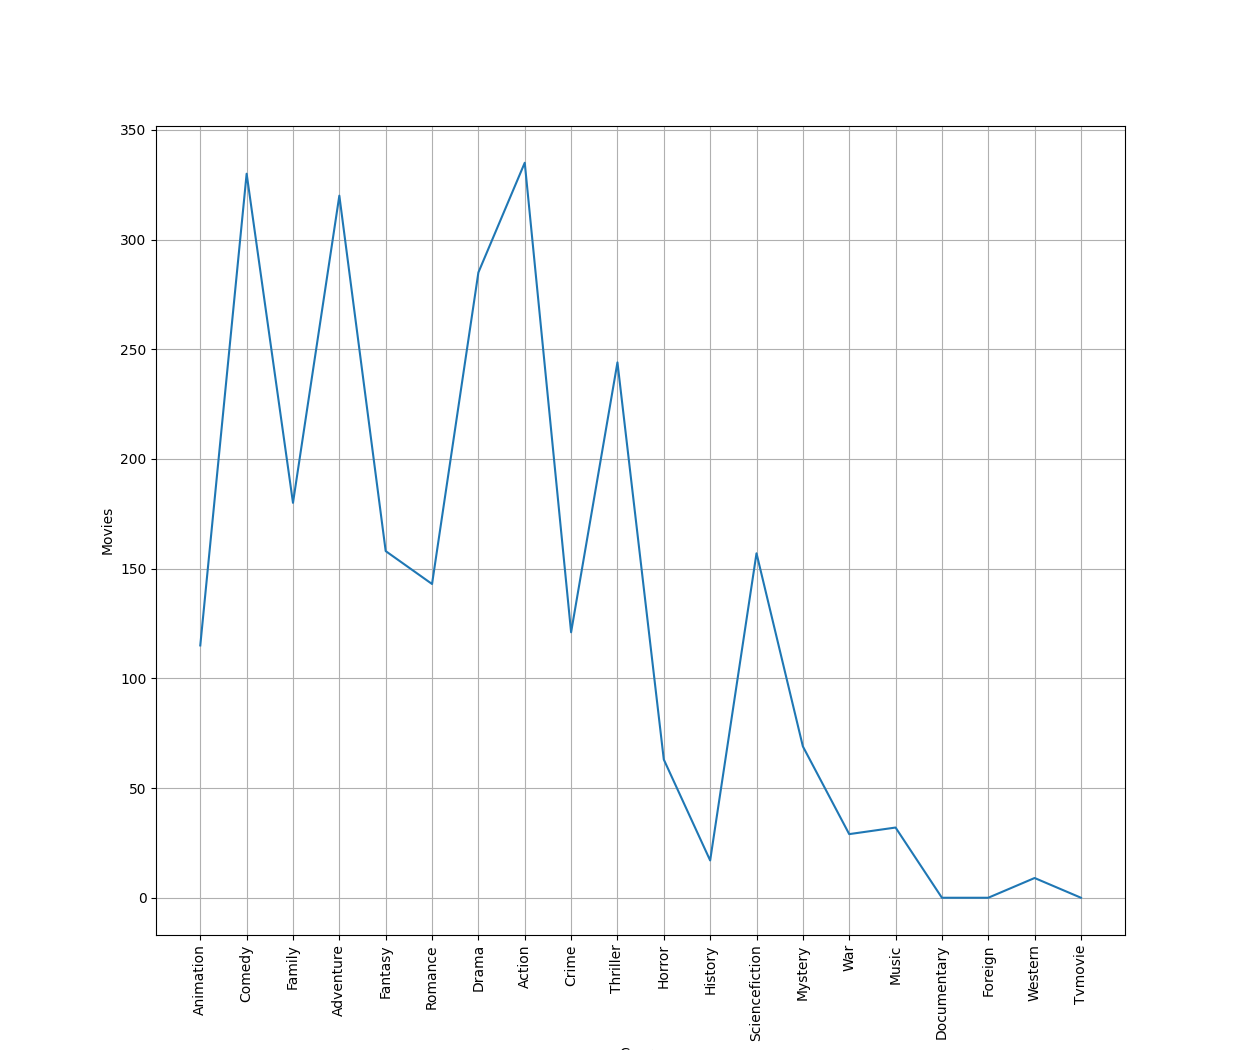 350
300
250
200
150
100
50
0
Movies
Animation
Comedy
Family
Adventure
Fantasy
Romance
Drama
Action
Crime
Thriller
Horror
History
Sciencefiction
Mystery
War
Music
Documentary
Foreign
Western
Tvmovie